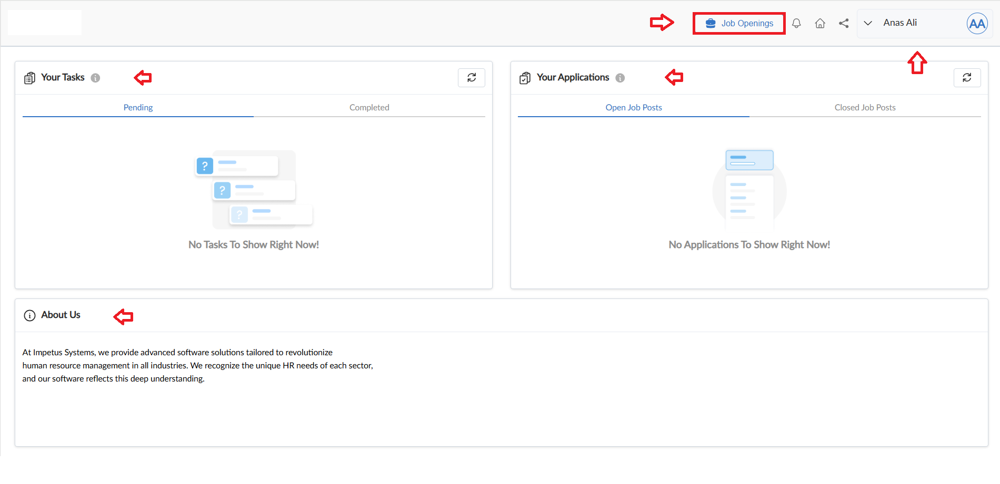 Job Openings
Anas Ali
AA
Your Tasks
Your Applications
Pending
Completed
Open Job Posts
Closed Job Posts
?
?
?
No Tasks To Show Right Now!
No Applications To Show Right Now!
About Us
At Impetus Systems, we provide advanced software solutions tailored to revolutionize
human resource management in all industries. We recognize the unique HR needs of each sector,
and our software reflects this deep understanding.